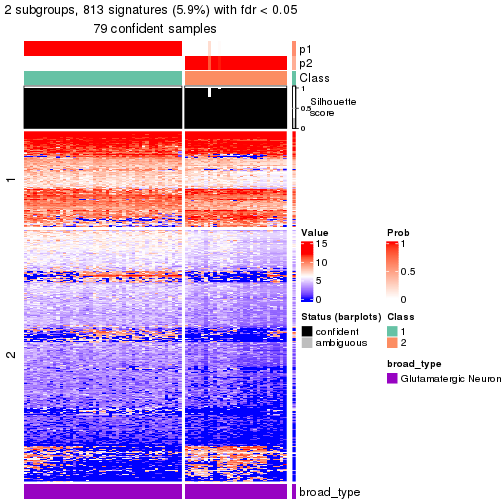 2 subgroups, 813 signatures (5.9%) with fdr < 0.05
79 confident samples
p1
p2
Class
1
0.5
0
Silhouette
score
1
2
Value
15
10
5
0
Prob
1
0.5
0
Status (barplots)
confident
ambiguous
Class
1
2
broad_type
Glutamatergic Neuron
broad_type